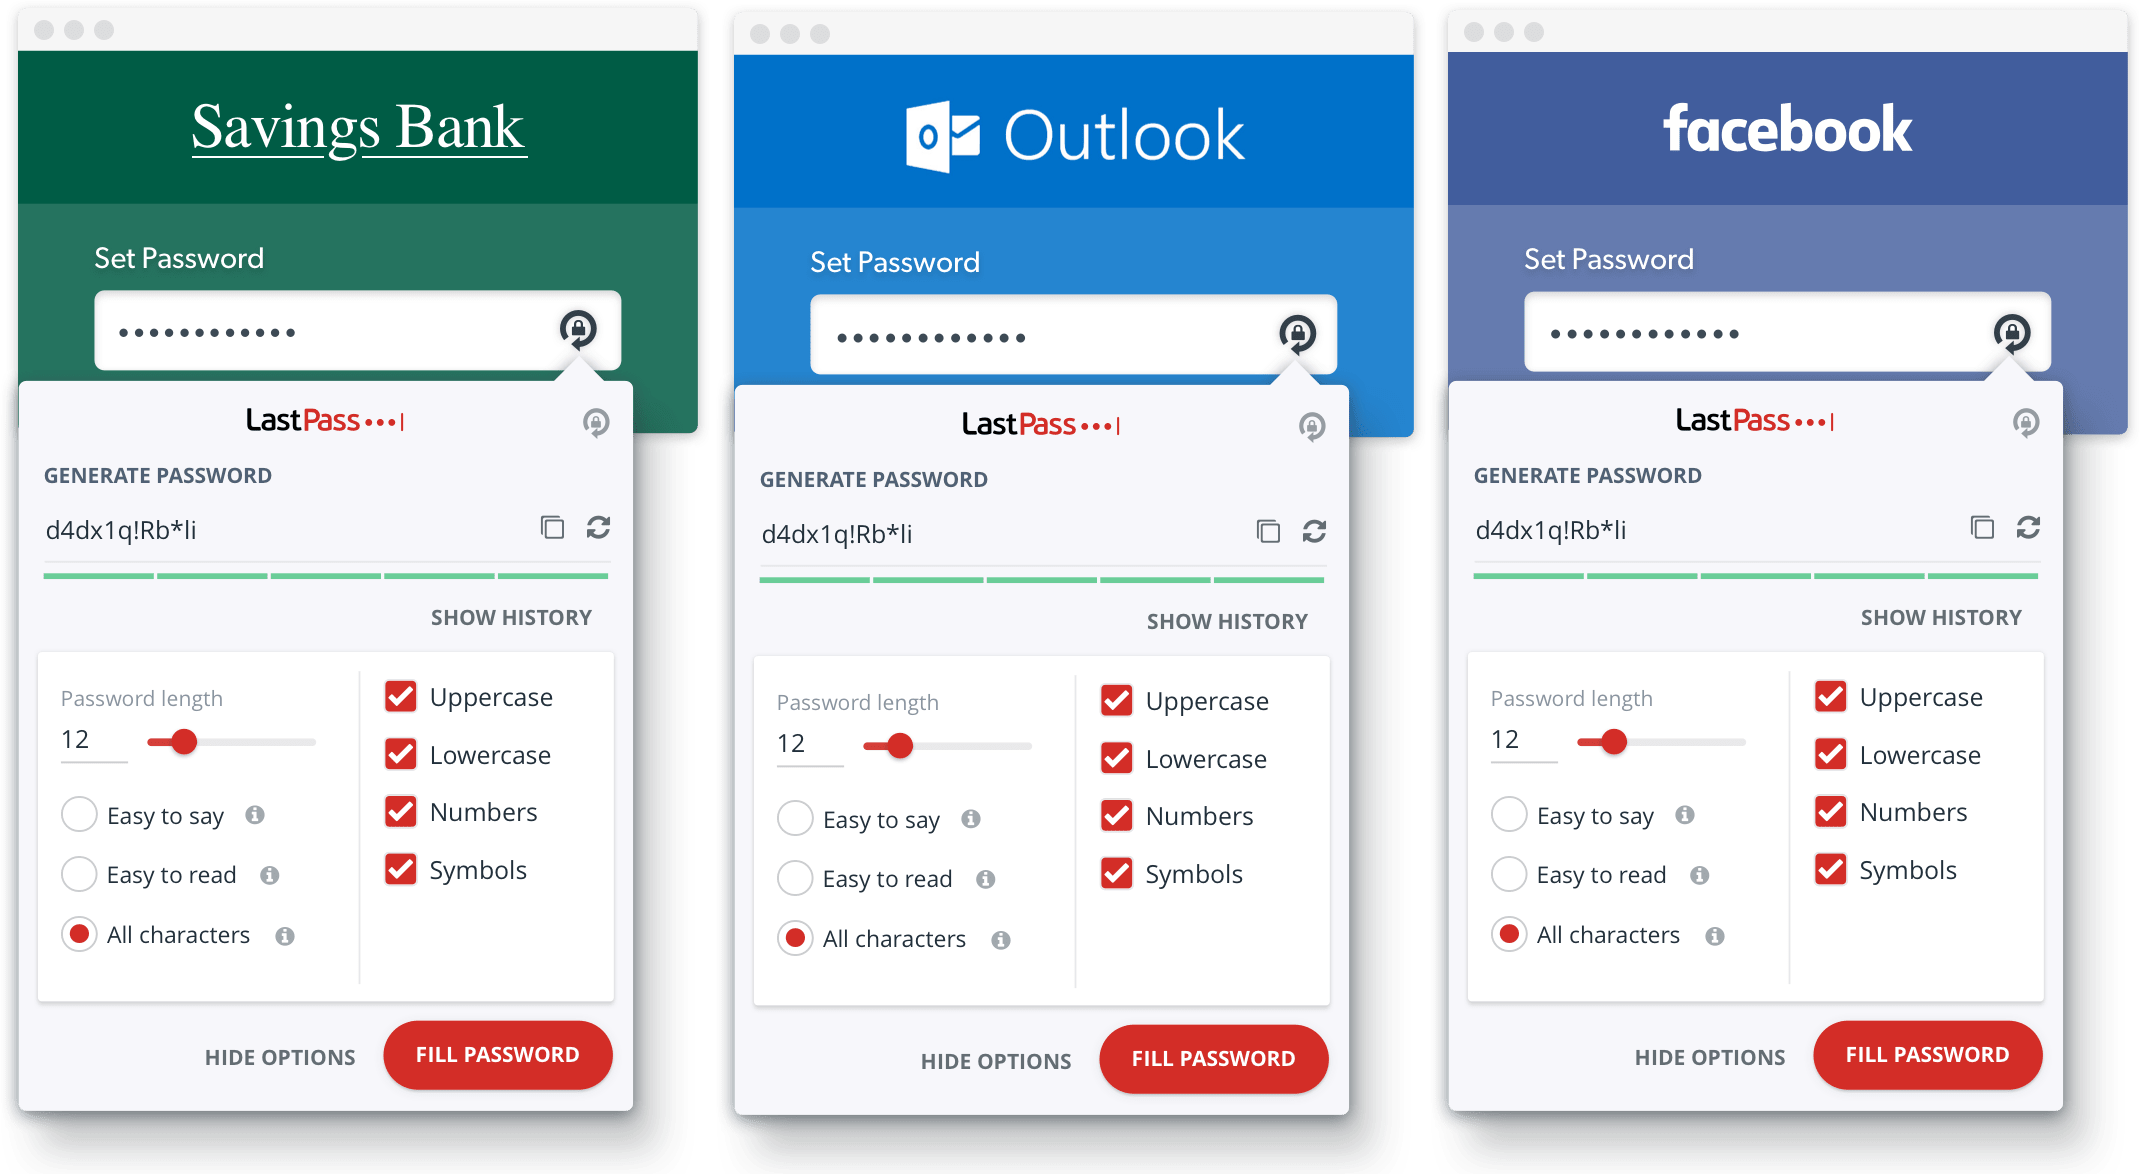 Savings Bank
Set Password
LastPass
GENERATE PASSWORD
d4dx1q!Rb*li
SHOW HISTORY
Password length
12
Easy to say
Easy to read
All characters
Uppercase
Lowercase
Numbers
Symbols
HIDE OPTIONS
FILL PASSWORD
Outlook
Set Password
LastPass
GENERATE PASSWORD
d4dx1q!Rb*li
SHOW HISTORY
Password length
12
Easy to say
Easy to read
All characters
Uppercase
Lowercase
Numbers
Symbols
HIDE OPTIONS
FILL PASSWORD
facebook
Set Password
LastPass
GENERATE PASSWORD
d4dx1q!Rb*li
SHOW HISTORY
Password length
12
Easy to say
Easy to read
All characters
Uppercase
Lowercase
Numbers
Symbols
HIDE OPTIONS
FILL PASSWORD